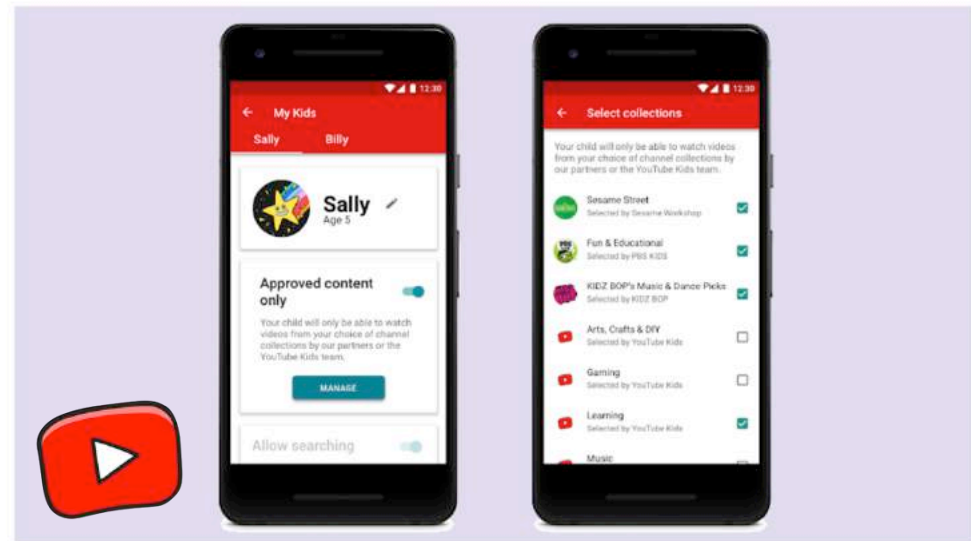 12:30
My Kids
Sally Billy
Sally
Age 5
Approved content
only
Your child will only be able to watch
videos from your choice of channel
collections by our partners or the
YouTube Kids team.
MANAGE
Allow searching
12:30
Select collections
Your child will only be able to watch videos
from your choice of channel collections by
our partners or the YouTube Kids team.
Sesame Street
Selected by Sesame Workshop
Fun & Educational
Selected by PBS KIDS
KIDZ BOP's Music & Dance Picks
Selected by KIDZ BOP
Arts, Crafts & DIY
Selected by YouTube Kids
Gaming
Selected by YouTube Kids
Learning
Selected by YouTube Kids
Music